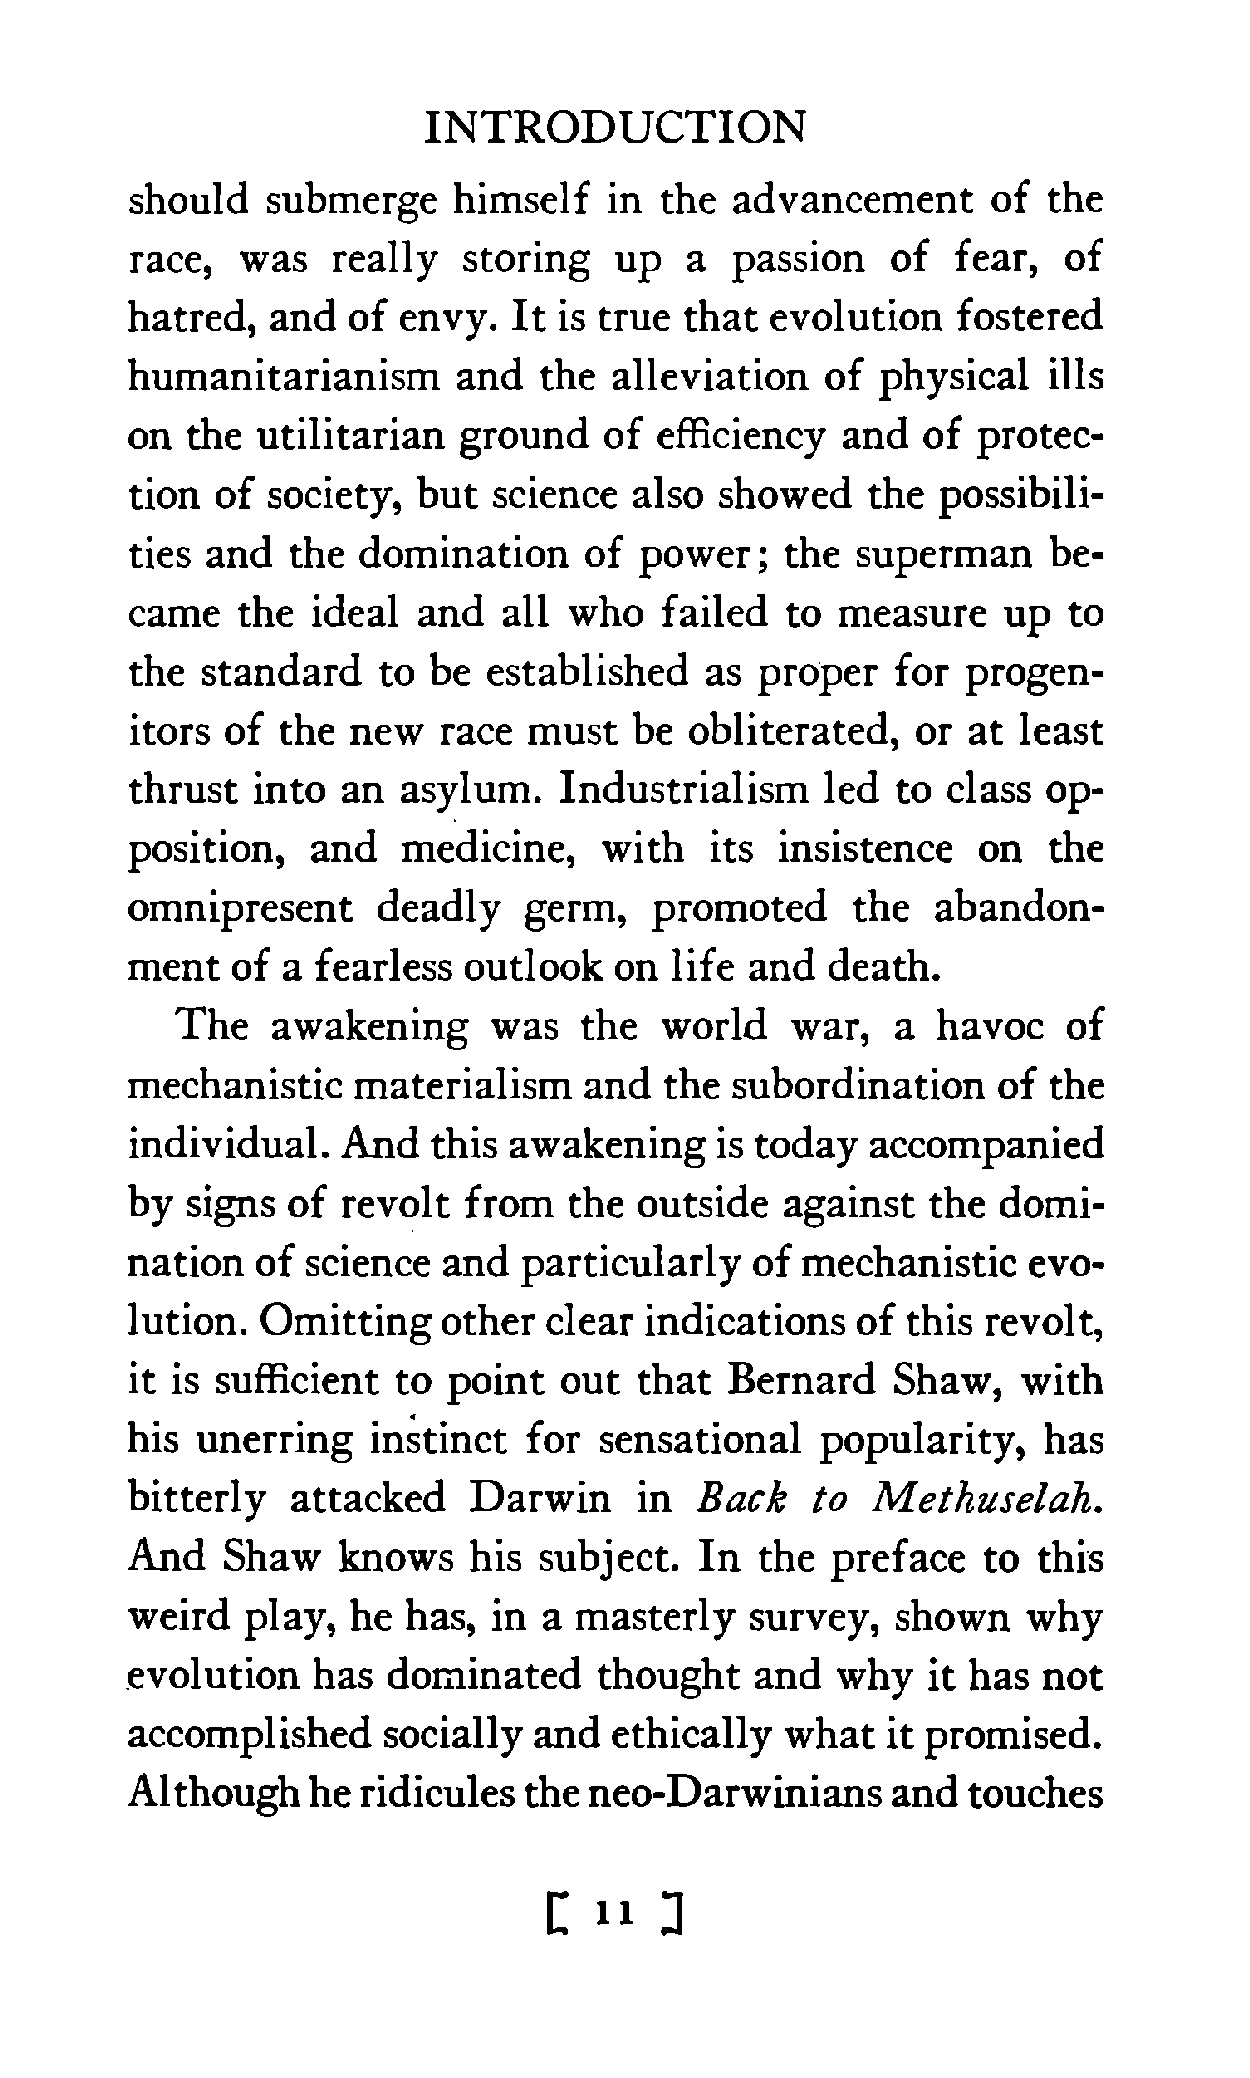 INTRODUCTION
should submerge himself in the advancement of the
race, was really storing up a passion of fear, of
hatred, and of envy. It is true that evolution fostered
humanitarianism and the alleviation of physical ills
on the utilitarian ground of efficiency and of protec-
tion of society, but science also showed the possibili-
ties and the domination of power; the superman be-
came the ideal and all who failed to measure up to
the standard to be established as proper for progen-
itors of the new race must be obliterated, or at least
thrust into an asylum. Industrialism led to class op-
position, and medicine, with its insistence on the
omnipresent deadly germ, promoted the abandon-
ment of a fearless outlook on life and death.
The awakening was the world war, a havoc of
mechanistic materialism and the subordination of the
individual. And this awakening is today accompanied
by signs of revolt from the outside against the domi-
nation of science and particularly of mechanistic evo-
lution. Omitting other clear indications of this revolt,
it is sufficient to point out that Bernard Shaw, with
his unerring instinct for sensational popularity, has
bitterly attacked Darwin in Back to Methuselah.
And Shaw knows his subject. In the preface to this
weird play, he has, in a masterly survey, shown why
evolution has dominated thought and why it has not
accomplished socially and ethically what it promised.
Although he ridicules the neo-Darwinians and touches
[ 11 ]